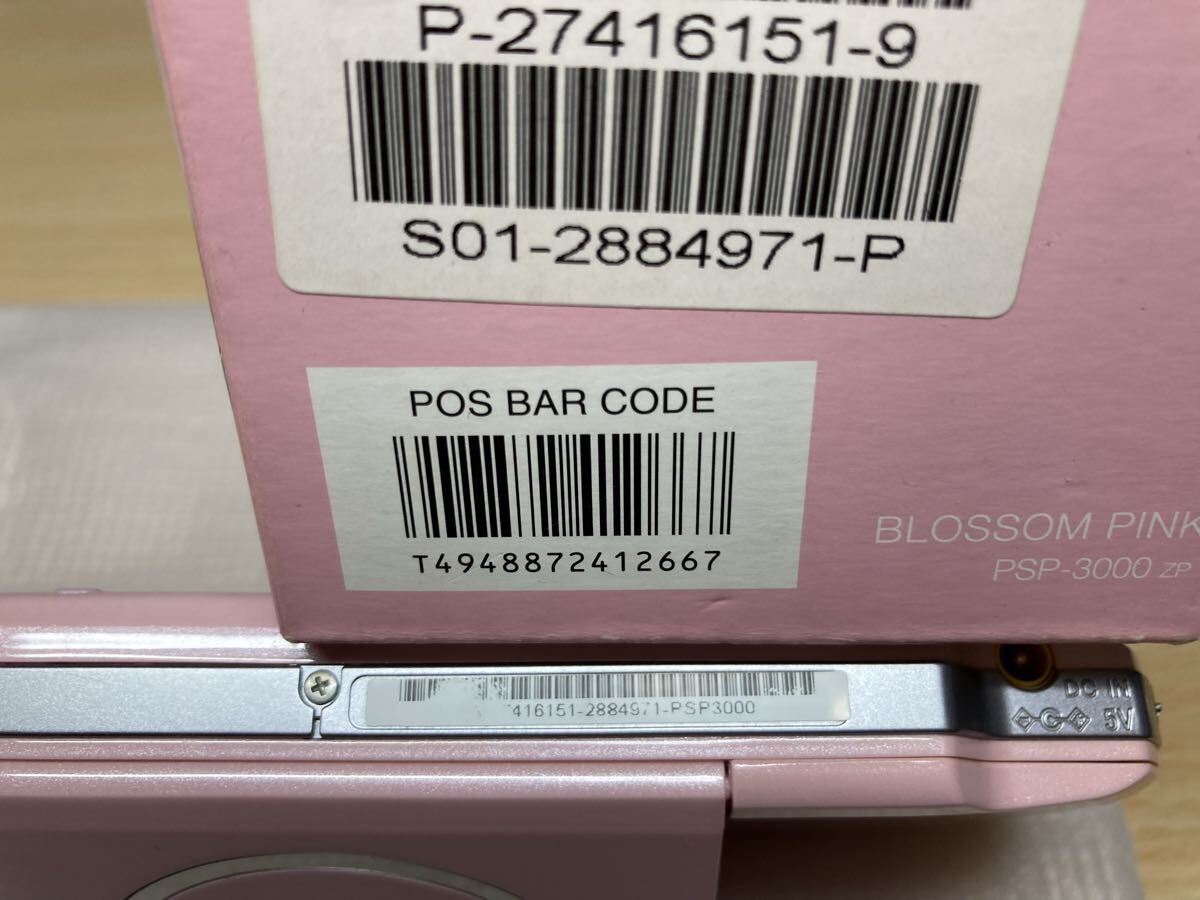 P-27416151-9
S01-2884971-P
POS BAR CODE
T4948872412667
BLOSSOM PINK
PSP-3000 ZP
416151-2884971-PSP3000
DC IN
5V